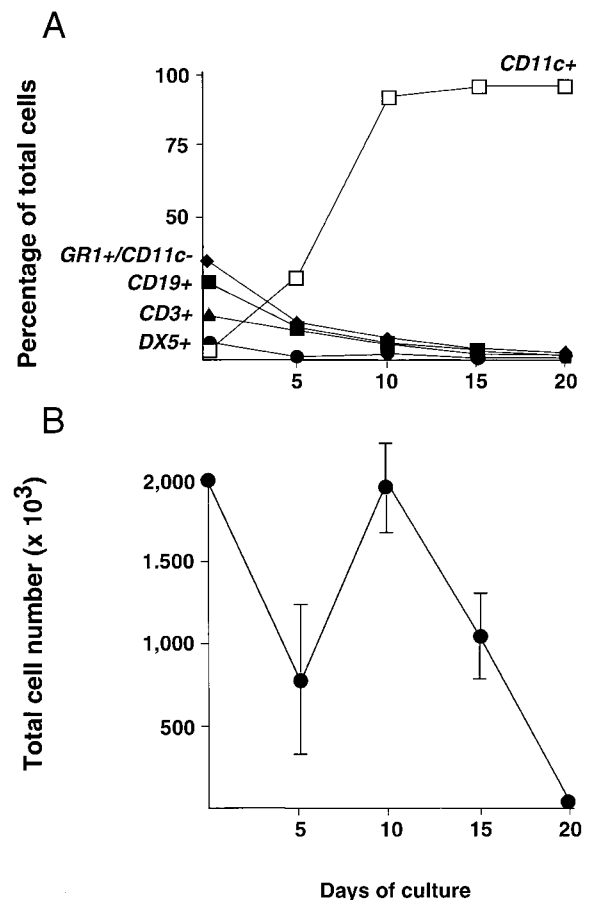 A
Percentage of total cells
CD11c+
100
75
50
GR1+/CD11c-
CD19+
CD3+
DX5+
5 10 15 20
B
Total cell number (x 10³)
2,000
1.500
1,000
500
5 10 15 20
Days of culture